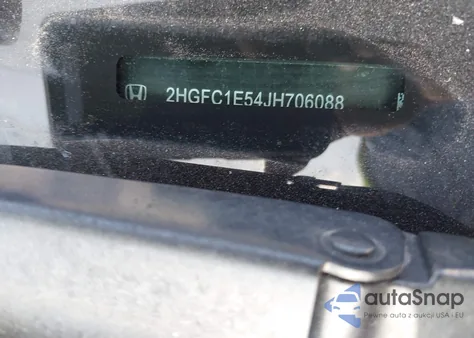 2HGFC1E54JH706088
autoSnap
Pewne auta z aukcji USA - EU